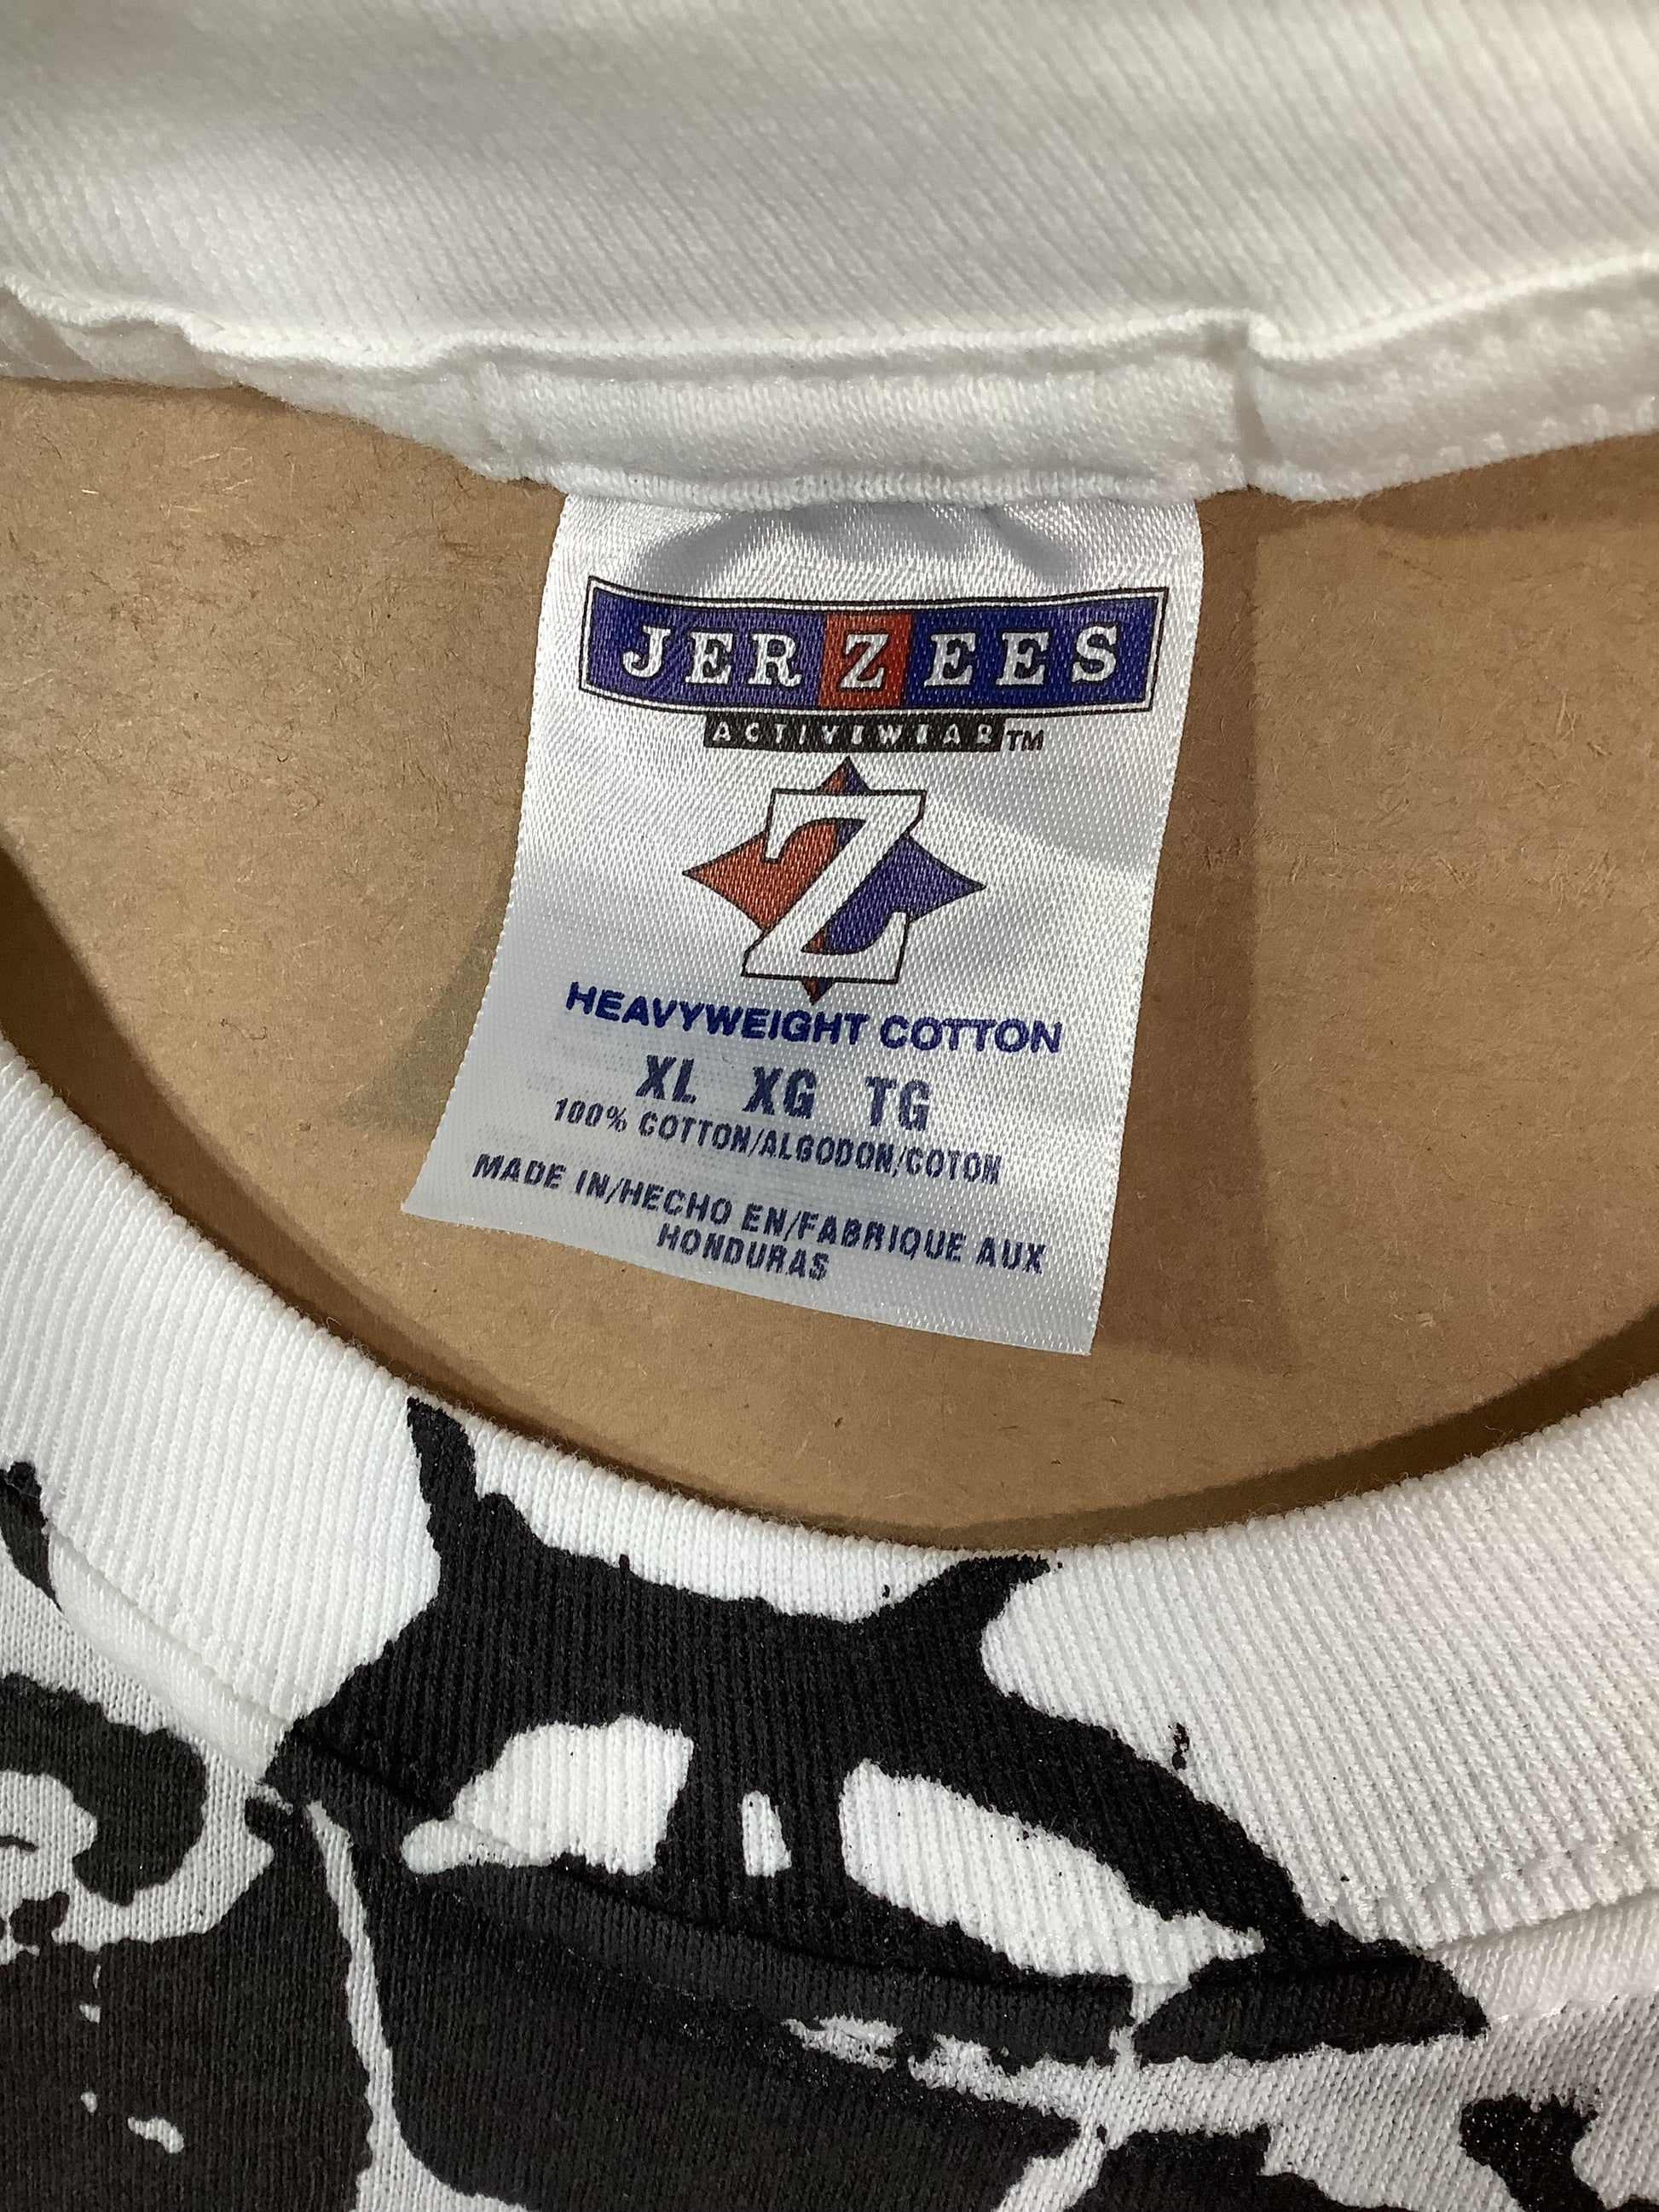 JERZEES
ACTIVEWEAR™
Z
HEAVYWEIGHT COTTON
XL XG TG
100% COTTON/ALGODON/COTON
MADE IN/HECHO EN/FABRIQUE AUX
HONDURAS